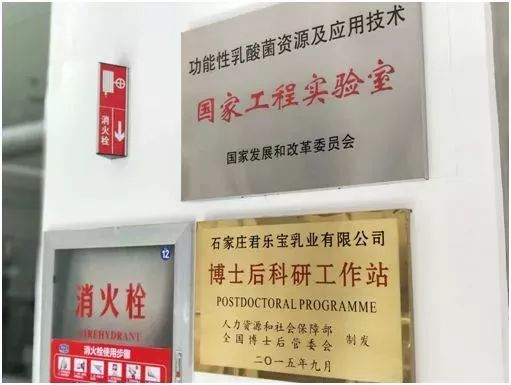 功能性乳酸菌资源及应用技术
国家工程实验室
国家发展和改革委员会
消火栓
石家庄君乐宝乳业有限公司
博士后科研工作站
POSTDOCTORAL PROGRAMME
人力资源和社会保障部
全国博士后管委会
制发
二〇一五年九月
12
消火栓
FIREHYDRANT
消火栓使用步骤